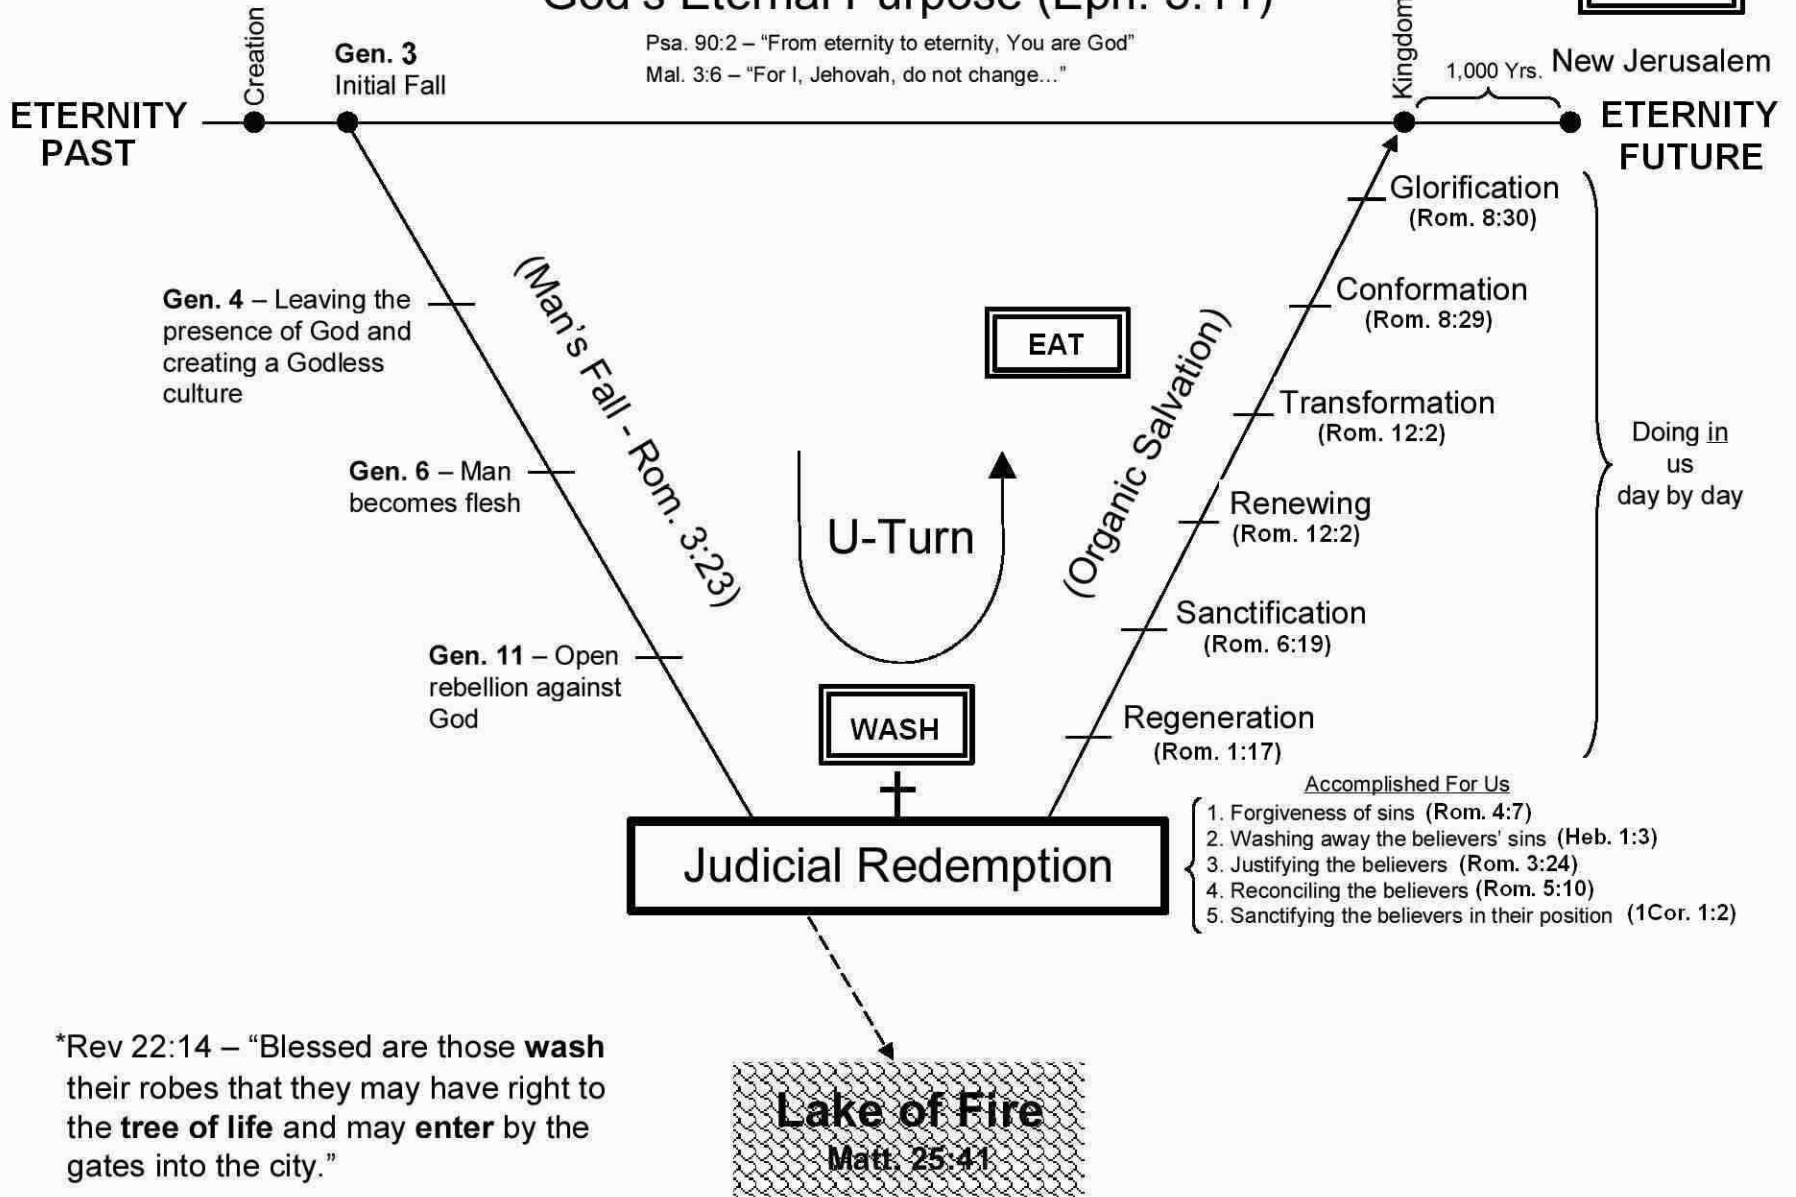 God's Eternal Purpose (Eph. 3:11)
Psa. 90:2 – “From eternity to eternity, You are God”
Mal. 3:6 – “For I, Jehovah, do not change…”
Creation
Gen. 3
Initial Fall
Kingdom
1,000 Yrs.
New Jerusalem
ETERNITY
PAST
ETERNITY
FUTURE
Gen. 4 – Leaving the
presence of God and
creating a Godless
culture
Gen. 6 – Man
becomes flesh
Gen. 11 – Open
rebellion against
God
(Man’s Fall - Rom. 3:23)
U-Turn
EAT
WASH
(Organic Salvation)
Glorification
(Rom. 8:30)
Conformation
(Rom. 8:29)
Transformation
(Rom. 12:2)
Renewing
(Rom. 12:2)
Sanctification
(Rom. 6:19)
Regeneration
(Rom. 1:17)
Doing in
us
day by day
Judicial Redemption
Accomplished For Us
1. Forgiveness of sins (Rom. 4:7)
2. Washing away the believers’ sins (Heb. 1:3)
3. Justifying the believers (Rom. 3:24)
4. Reconciling the believers (Rom. 5:10)
5. Sanctifying the believers in their position (1Cor. 1:2)
*Rev 22:14 – “Blessed are those wash
their robes that they may have right to
the tree of life and may enter by the
gates into the city.”
Lake of Fire
Matt. 25:41